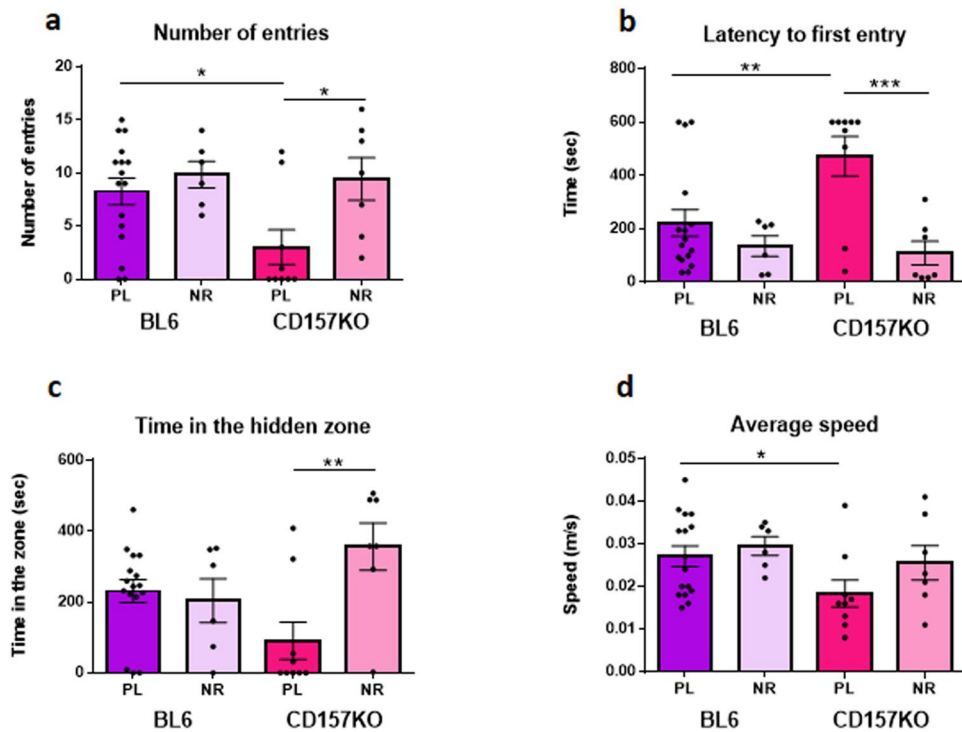 a
Number of entries
*
*
Number of entries
20
15
10
5
0
PL
NR
PL
NR
BL6
CD157KO
b
Latency to first entry
**
***
Time (sec)
800
600
400
200
0
PL
NR
PL
NR
BL6
CD157KO
c
Time in the hidden zone
**
Time in the zone (sec)
600
400
200
0
PL
NR
PL
NR
BL6
CD157KO
d
Average speed
*
Speed (m/s)
0.05
0.04
0.03
0.02
0.01
0.00
PL
NR
PL
NR
BL6
CD157KO